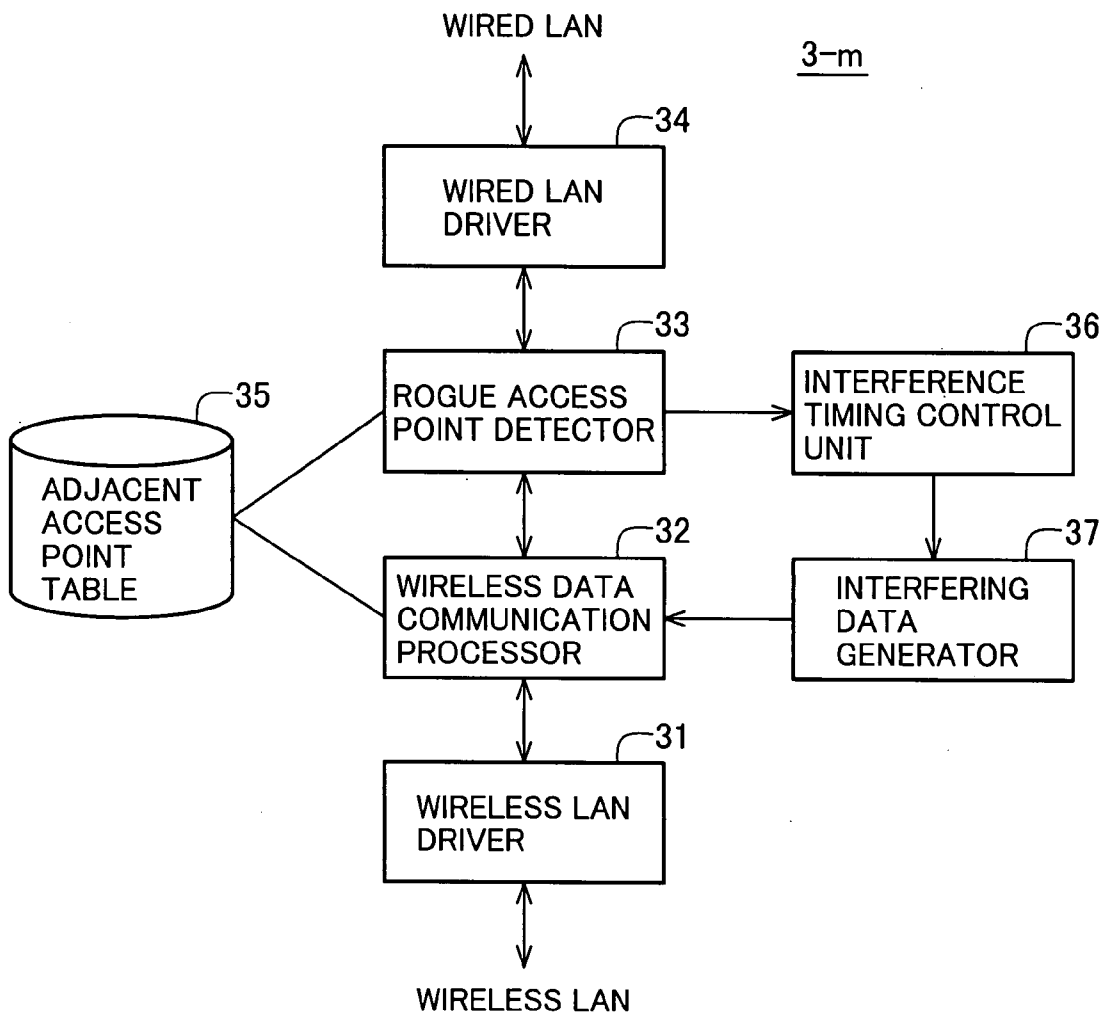 WIRED LAN
3-m
34
WIRED LAN
DRIVER
33
ROGUE ACCESS
POINT DETECTOR
36
INTERFERENCE
TIMING CONTROL
UNIT
35
ADJACENT
ACCESS
POINT
TABLE
32
WIRELESS DATA
COMMUNICATION
PROCESSOR
37
INTERFERING
DATA
GENERATOR
31
WIRELESS LAN
DRIVER
WIRELESS LAN